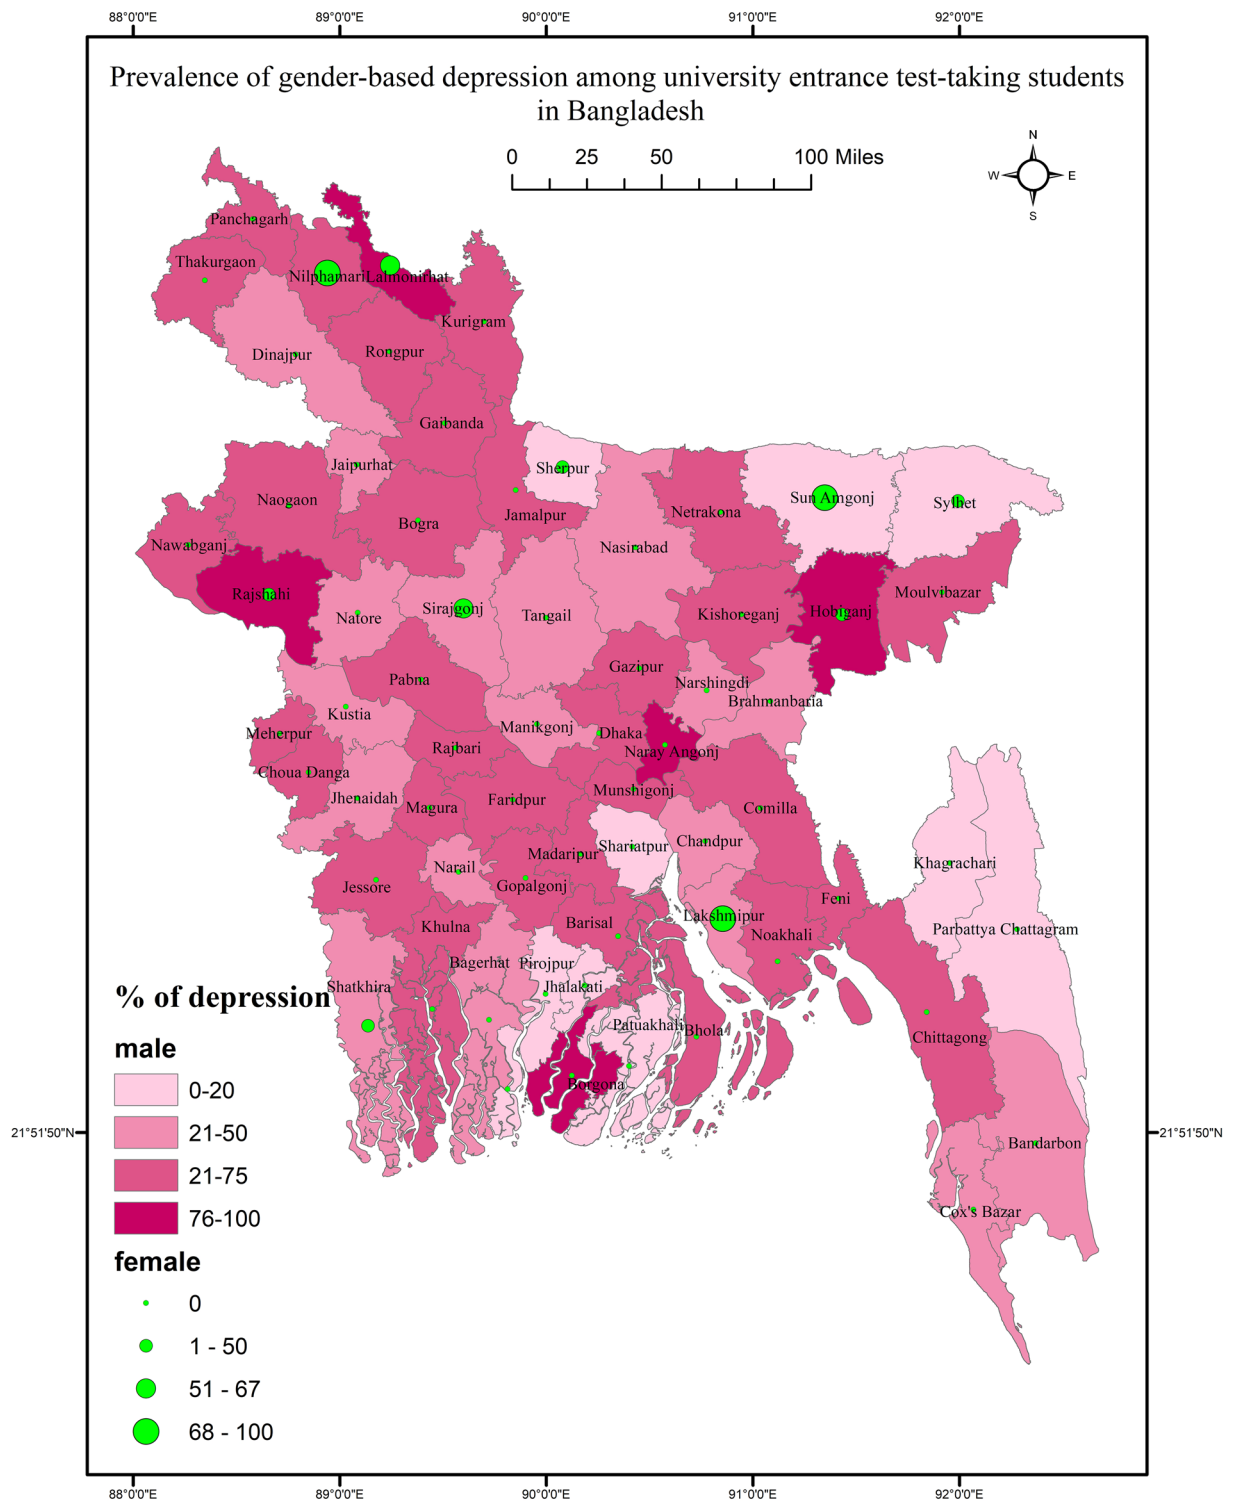 88°0'0"E 89°0'0"E 90°0'0"E 91°0'0"E 92°0'0"E
Prevalence of gender-based depression among university entrance test-taking students
in Bangladesh
0 25 50 100 Miles
N
W E
S
Panchagarh
Thakurgaon
Nilphamari Lalmonirhat
Kurigram
Dinajpur Rongpur
Gaibanda
Jaipurhat Sherpur
Naogaon Sun Amgonj Sylhet
Bogra Jamalpur Netrakona
Nawabganj Nasirabad
Rajshahi Moulvibazar
Natore Sirajgonj Tangail Kishoreganj Hobiganj
Pabna Gazipur Narshingdi
Kustia Brahmanbaria
Meherpur Manikgonj Dhaka
Rajbari Naray Angonj
Choua Danga
Jhenaidah Magura Faridpur Munshigonj Comilla
Narail Madaripur Shariatpur Chandpur
Khagrachari
Jessore Gopalgonj Feni
Khulna Barisal Lakshmipur Noakhali Parbattya Chattagram
Bagerhat Pirojpur
Shatkhira Jhalakati
Patuakhali Bhola Chittagong
Borgona
Bandarbon
Cox's Bazar
% of depression
male
0-20
21-50
21-75
76-100
female
0
1 - 50
51 - 67
68 - 100
21°51'50"N 21°51'50"N
88°0'0"E 89°0'0"E 90°0'0"E 91°0'0"E 92°0'0"E